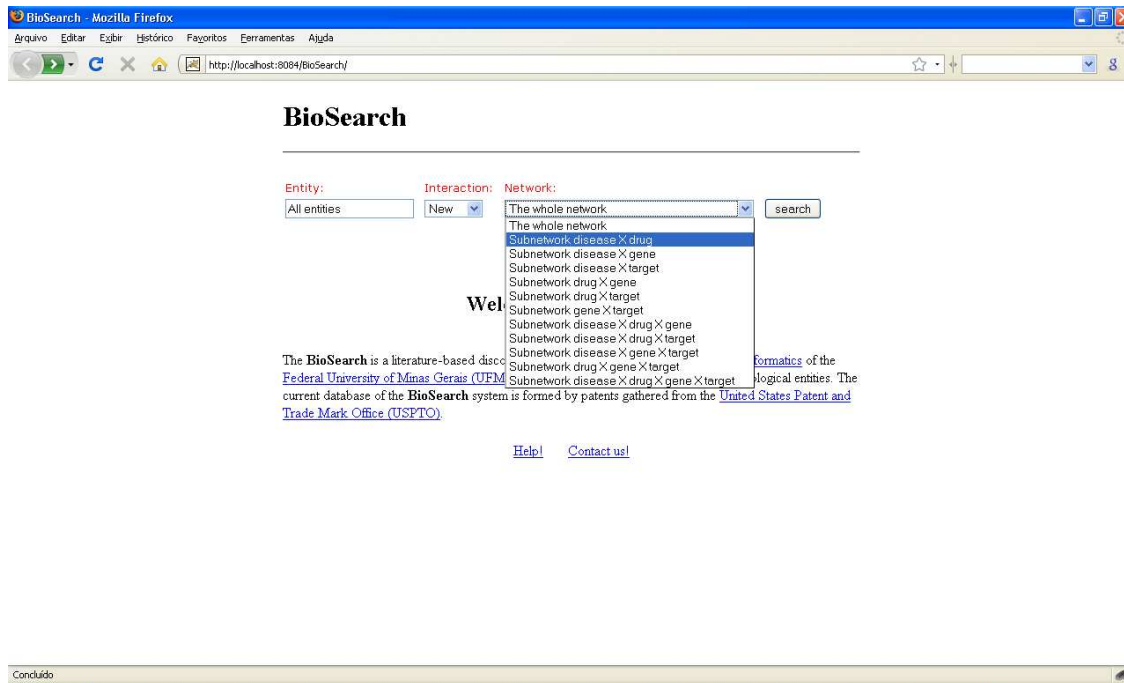 BioSearch - Mozilla Firefox
Arquivo Editar Exibir Histórico Favoritos Ferramentas Ajuda
http://localhost:8084/BioSearch/
BioSearch
Entity: Interaction: Network:
All entities New The whole network search
The whole network
Subnetwork disease X drug
Subnetwork disease X gene
Subnetwork disease X target
Subnetwork drug X gene
Subnetwork drug X target
Subnetwork gene X target
Subnetwork disease X drug X gene
Subnetwork disease X drug X target
Subnetwork disease X gene X target
Subnetwork drug X gene X target
Subnetwork disease X drug X gene X target
Wel
The BioSearch is a literature-based disco formatics of the
Federal University of Minas Gerais (UFM logical entities. The
current database of the BioSearch system is formed by patents gathered from the United States Patent and
Trade Mark Office (USPTO).
Help! Contact us!
Concluído